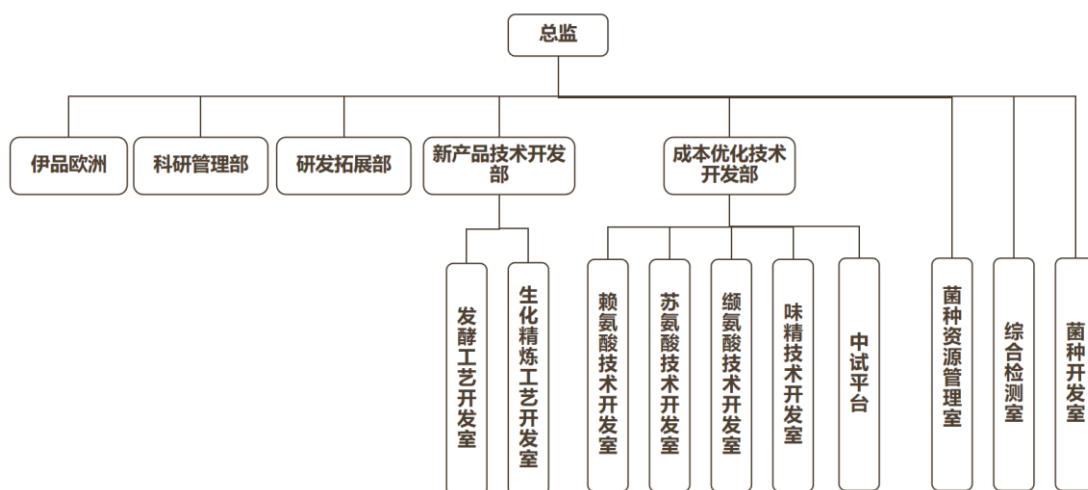 总监
伊品欧洲
科研管理部
研发拓展部
新产品技术开发
部
成本优化技术
开发部
发酵工艺开发室
生化精炼工艺开发室
赖氨酸技术开发室
苏氨酸技术开发室
缬氨酸技术开发室
味精技术开发室
中试平台
菌种资源管理室
综合检测室
菌种开发室